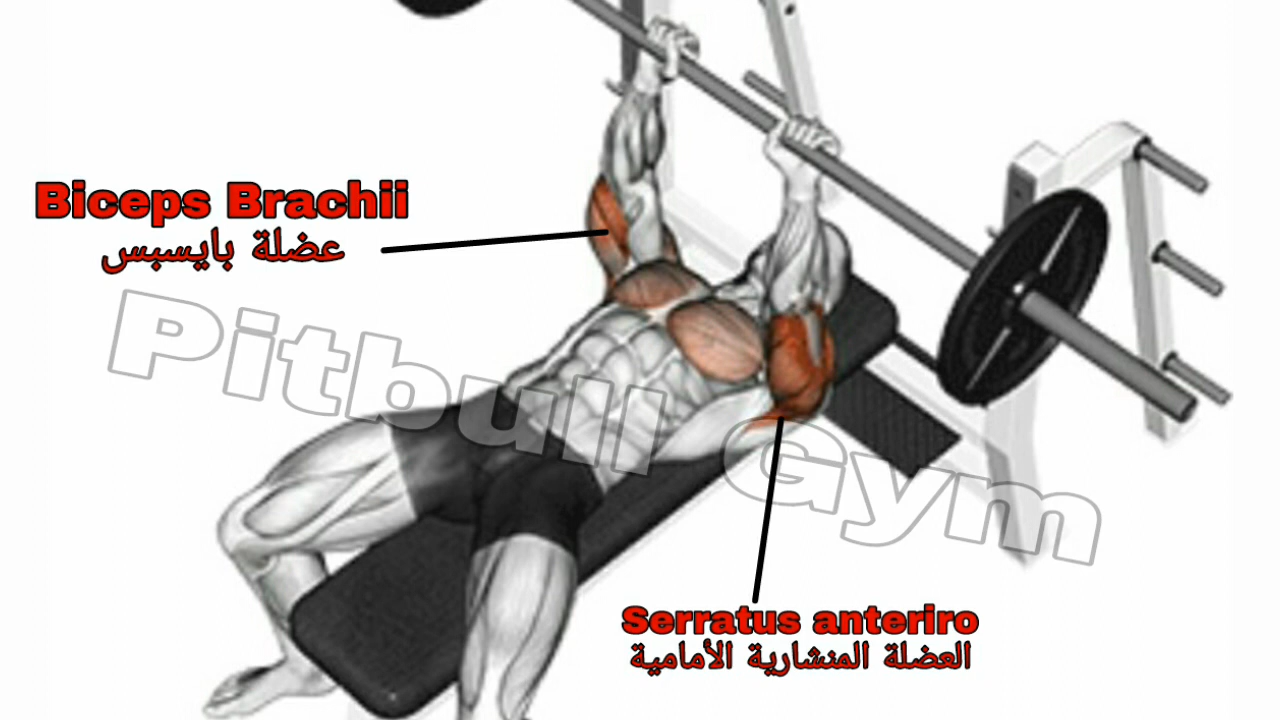 Biceps Brachii
عضلة بايسبس
Pitbull Gym
Serratus anteriro
العضلة المنشارية الأمامية